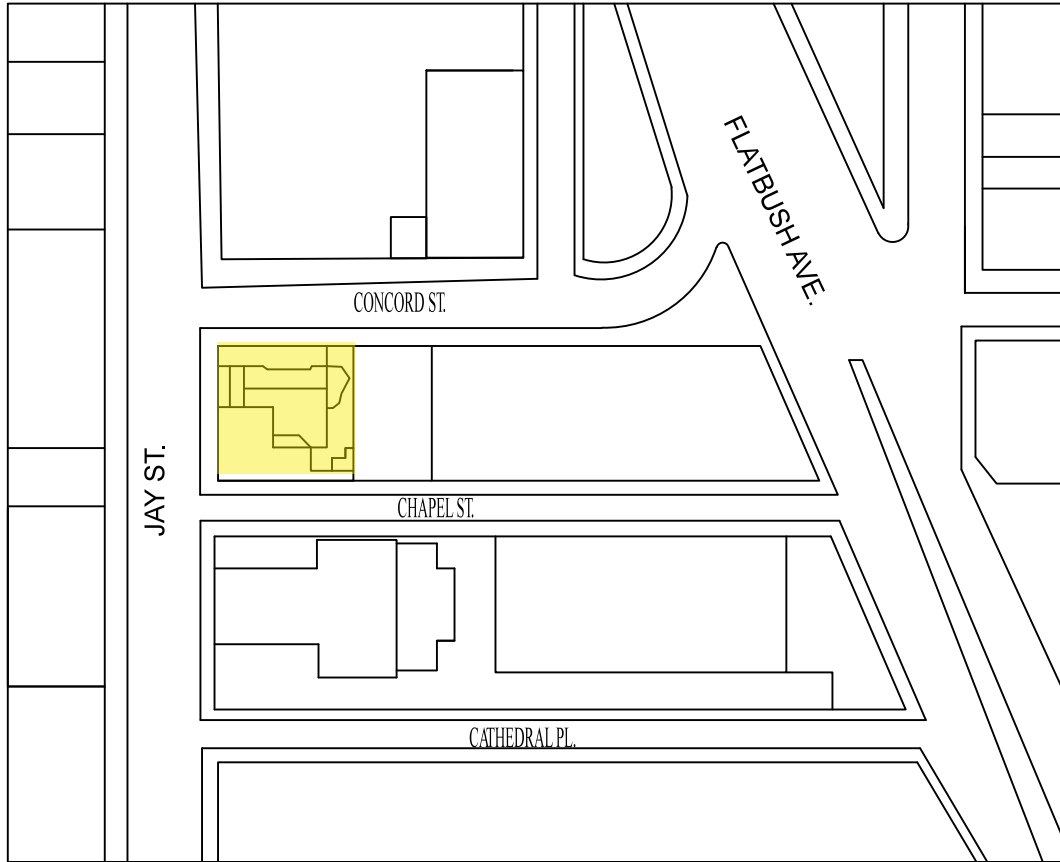 FLATBUSH AVE.
CONCORD ST.
JAY ST.
CHAPEL ST.
CATHEDRAL PL.